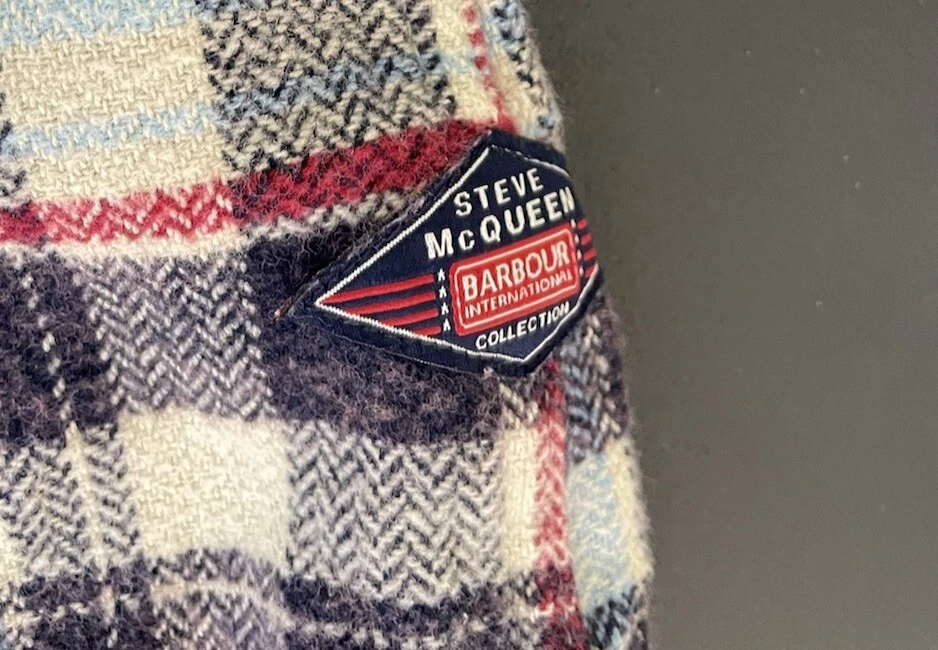 STEVE
McQUEEN
BARBOUR
INTERNATIONAL
COLLECTION